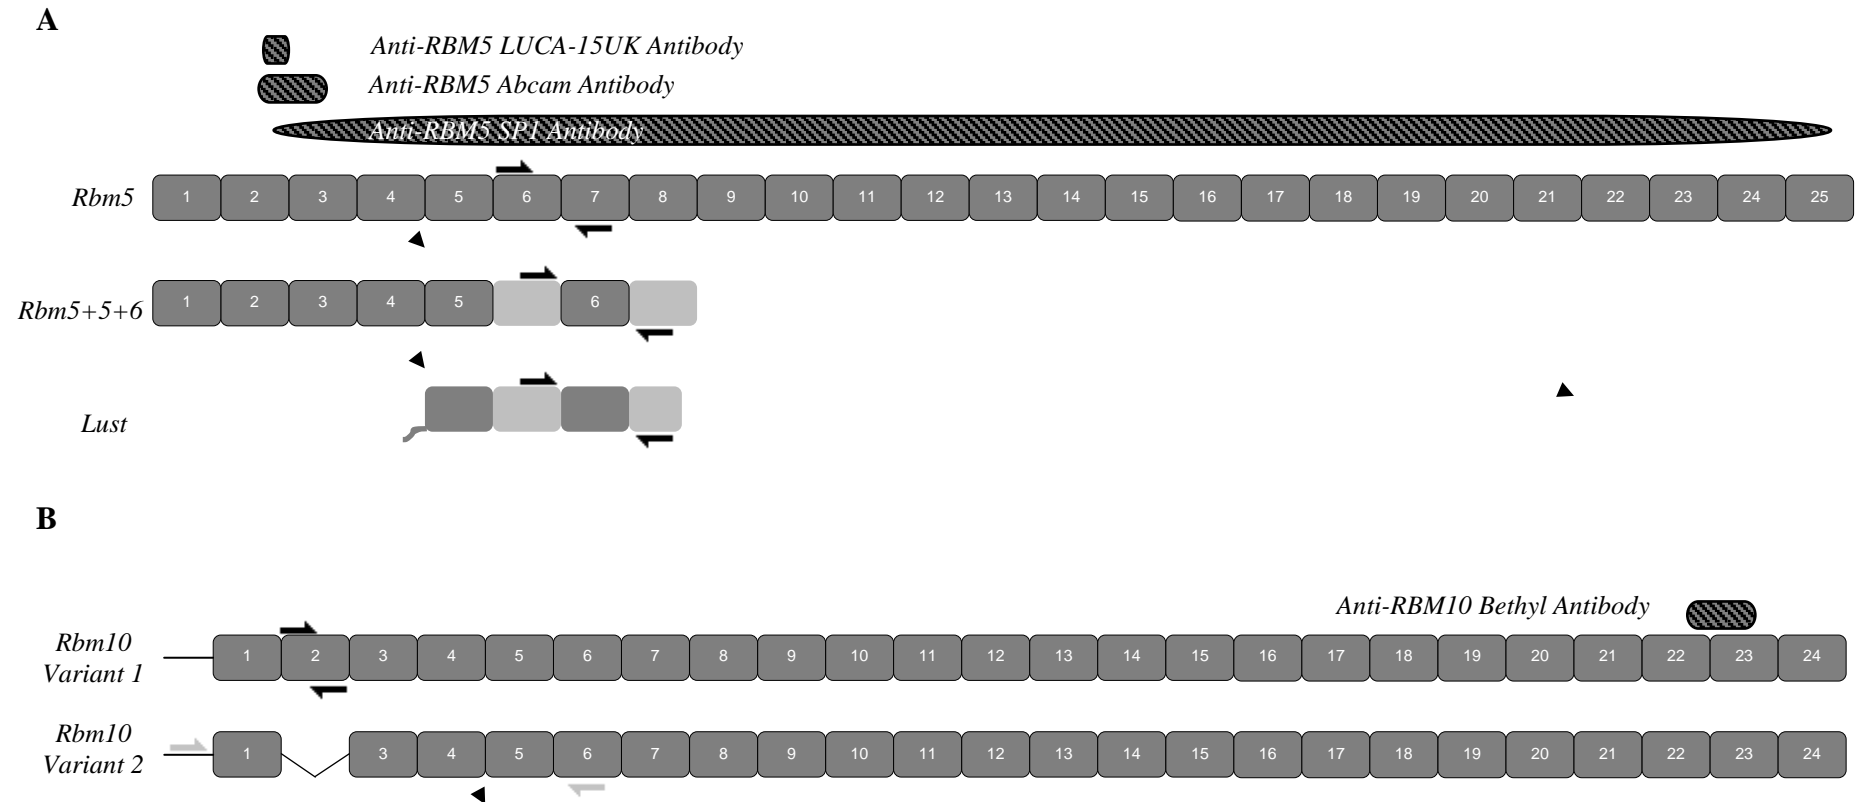 A
Anti-RBM5 LUCA-15UK Antibody
Anti-RBM5 Abcam Antibody
Anti-RBM5 SP1 Antibody
Rbm5 1 2 3 4 5 6 7 8 9 10 11 12 13 14 15 16 17 18 19 20 21 22 23 24 25
Rbm5+5+6 1 2 3 4 5 6
Lust
B
Anti-RBM10 Bethyl Antibody
Rbm10
Variant 1
1 2 3 4 5 6 7 8 9 10 11 12 13 14 15 16 17 18 19 20 21 22 23 24
Rbm10
Variant 2
1 3 4 5 6 7 8 9 10 11 12 13 14 15 16 17 18 19 20 21 22 23 24